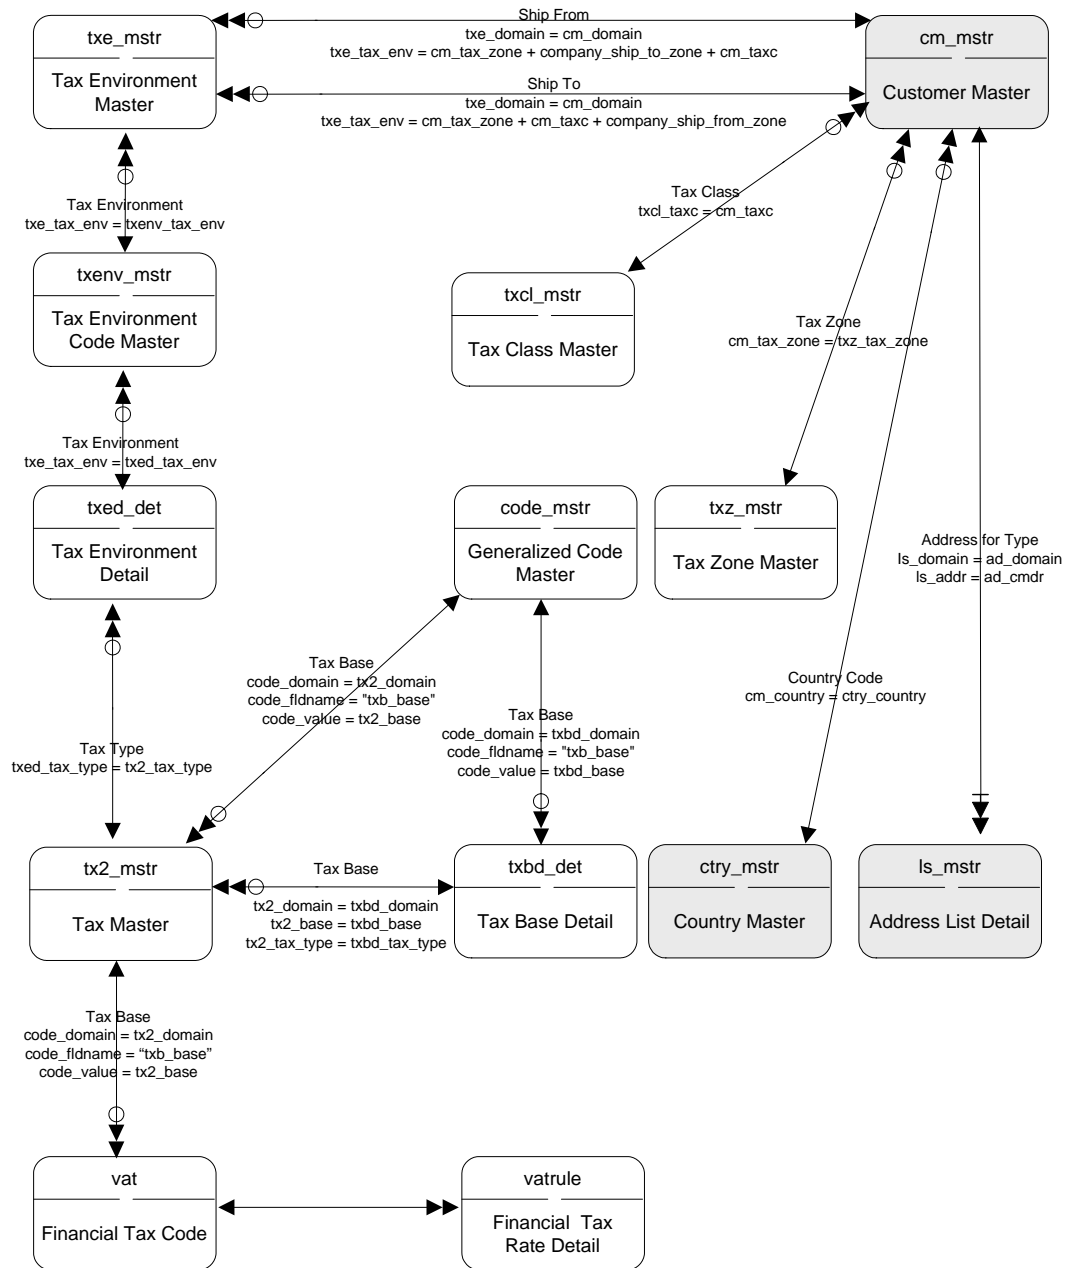 Ship From
txe_domain = cm_domain
txe_tax_env = cm_tax_zone + company_ship_to_zone + cm_taxc
txe_mstr
Tax Environment
Master
cm_mstr
Customer Master
Ship To
txe_domain = cm_domain
txe_tax_env = cm_tax_zone + cm_taxc + company_ship_from_zone
Tax Environment
txe_tax_env = txenv_tax_env
Tax Class
txcl_taxc = cm_taxc
txenv_mstr
Tax Environment
Code Master
txcl_mstr
Tax Class Master
Tax Zone
cm_tax_zone = txz_tax_zone
Tax Environment
txe_tax_env = txed_tax_env
txed_det
Tax Environment
Detail
code_mstr
Generalized Code
Master
txz_mstr
Tax Zone Master
Address for Type
ls_domain = ad_domain
ls_addr = ad_cmdr
Tax Base
code_domain = tx2_domain
code_fldname = "txb_base"
code_value = tx2_base
Country Code
cm_country = ctry_country
Tax Base
code_domain = txbd_domain
code_fldname = "txb_base"
code_value = txbd_base
Tax Type
txed_tax_type = tx2_tax_type
tx2_mstr
Tax Master
Tax Base
tx2_domain = txbd_domain
tx2_base = txbd_base
tx2_tax_type = txbd_tax_type
txbd_det
Tax Base Detail
ctry_mstr
Country Master
ls_mstr
Address List Detail
Tax Base
code_domain = tx2_domain
code_fldname = “txb_base”
code_value = tx2_base
vat
Financial Tax Code
vatrule
Financial Tax
Rate Detail